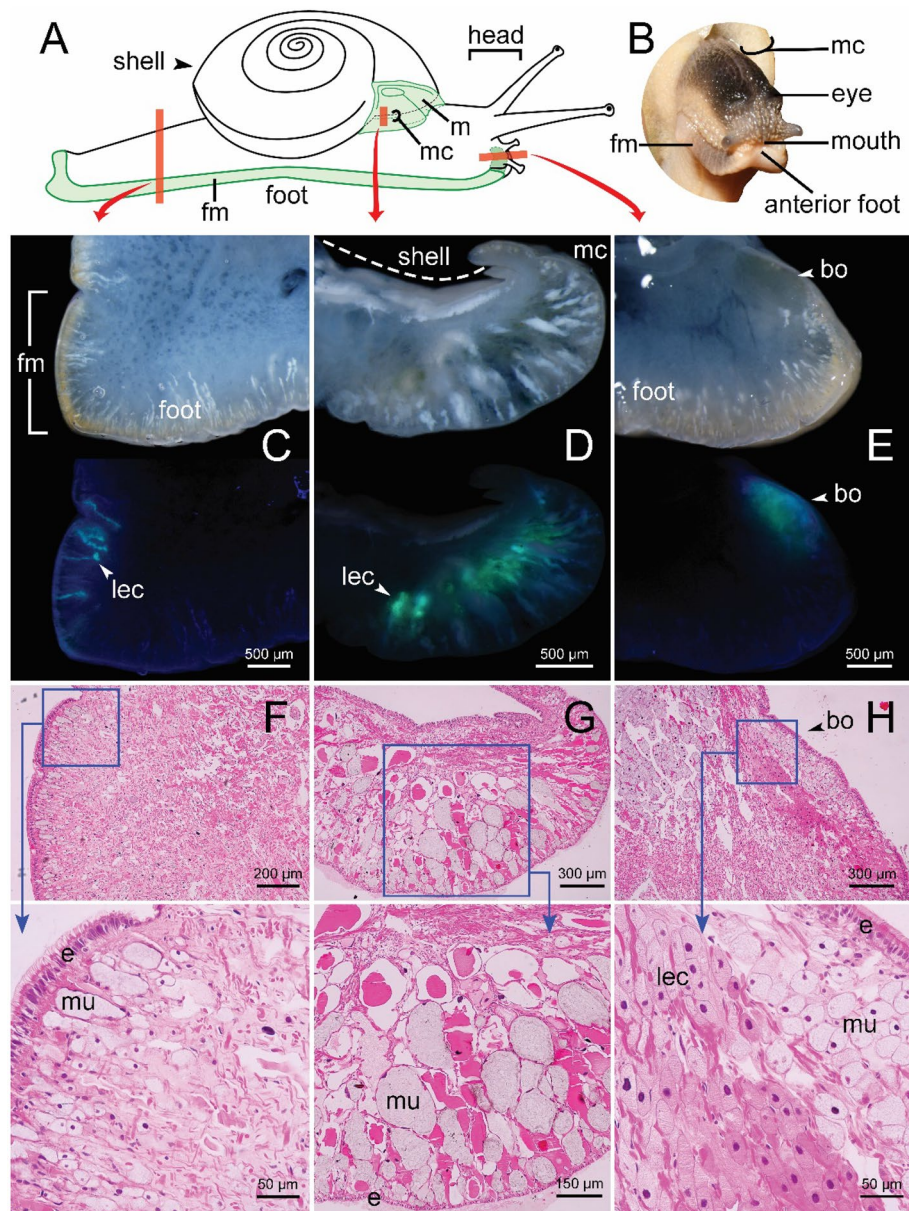 A
head
shell
m
mc
foot
fm
B
mc
eye
fm
mouth
anterior foot
fm
foot
C
lec
500 µm
shell
mc
D
lec
500 µm
bo
foot
E
bo
500 µm
F
200 µm
G
300 µm
H
bo
300 µm
e
mu
50 µm
mu
e
150 µm
e
lec
mu
50 µm